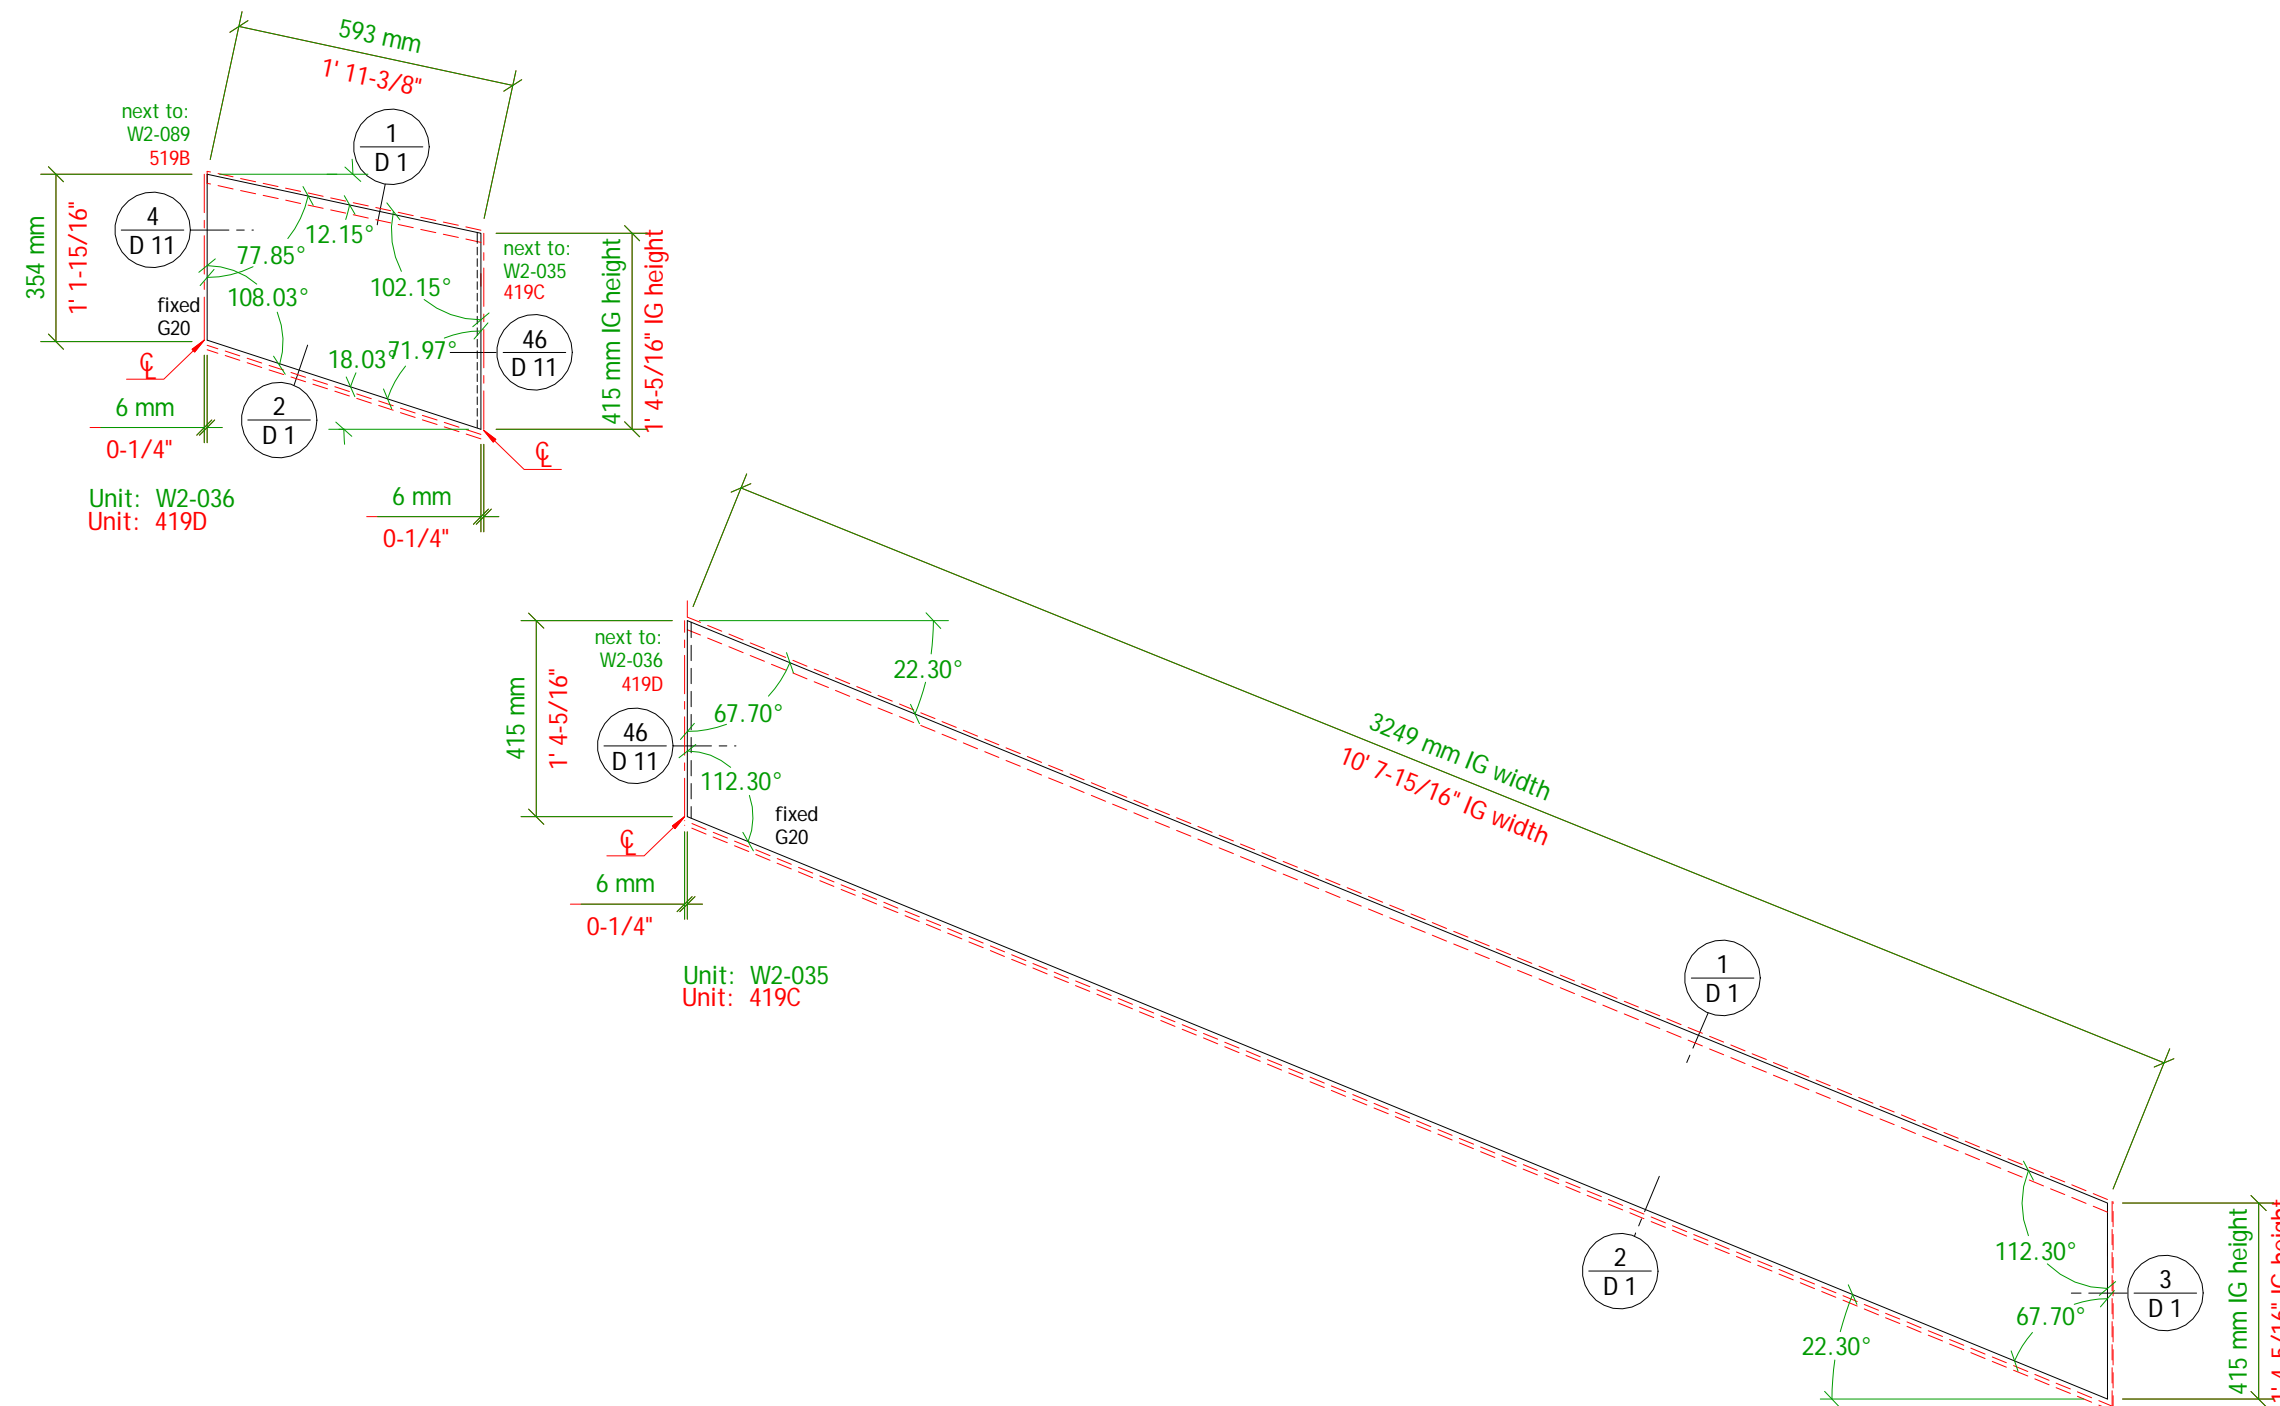 593 mm
1' 11-3/8"
next to:
W2-089
519B
1
D 1
4
D 11
354 mm
1' 1-15/16"
12.15°
77.85°
108.03°
102.15°
fixed
G20
18.03°
71.97°
next to:
W2-035
419C
46
D 11
415 mm IG height
1' 4-5/16" IG height
℄
6 mm
0-1/4"
2
D 1
℄
6 mm
0-1/4"
Unit: W2-036
Unit: 419D
next to:
W2-036
419D
415 mm
1' 4-5/16"
46
D 11
22.30°
67.70°
112.30°
fixed
G20
℄
6 mm
0-1/4"
3249 mm IG width
10' 7-15/16" IG width
Unit: W2-035
Unit: 419C
1
D 1
2
D 1
112.30°
67.70°
22.30°
3
D 1
415 mm IG height
1' 4-5/16" IG height